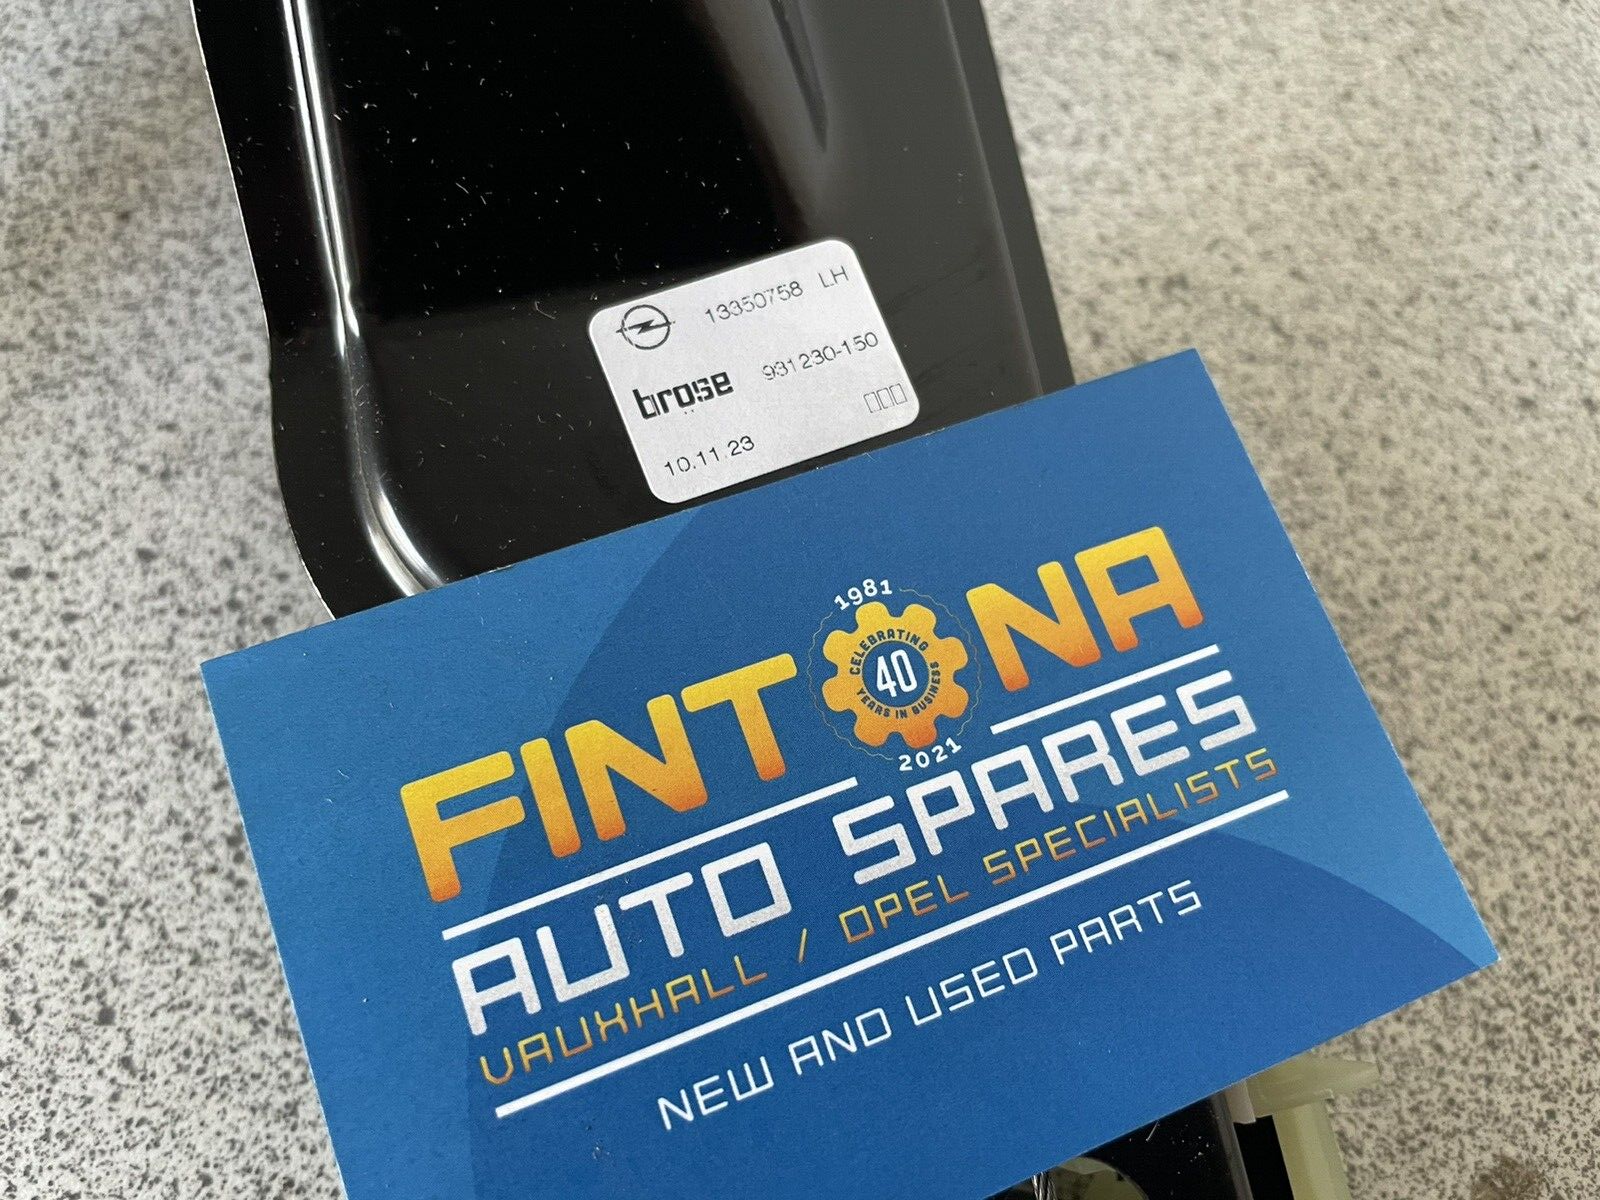 13350758 LH
brose 931230-150
10.11.23
1981
FINTONA
CELEBRATING
40
YEARS IN BUSINESS
2021
AUTO SPARES
VAUXHALL / OPEL SPECIALISTS
NEW AND USED PARTS